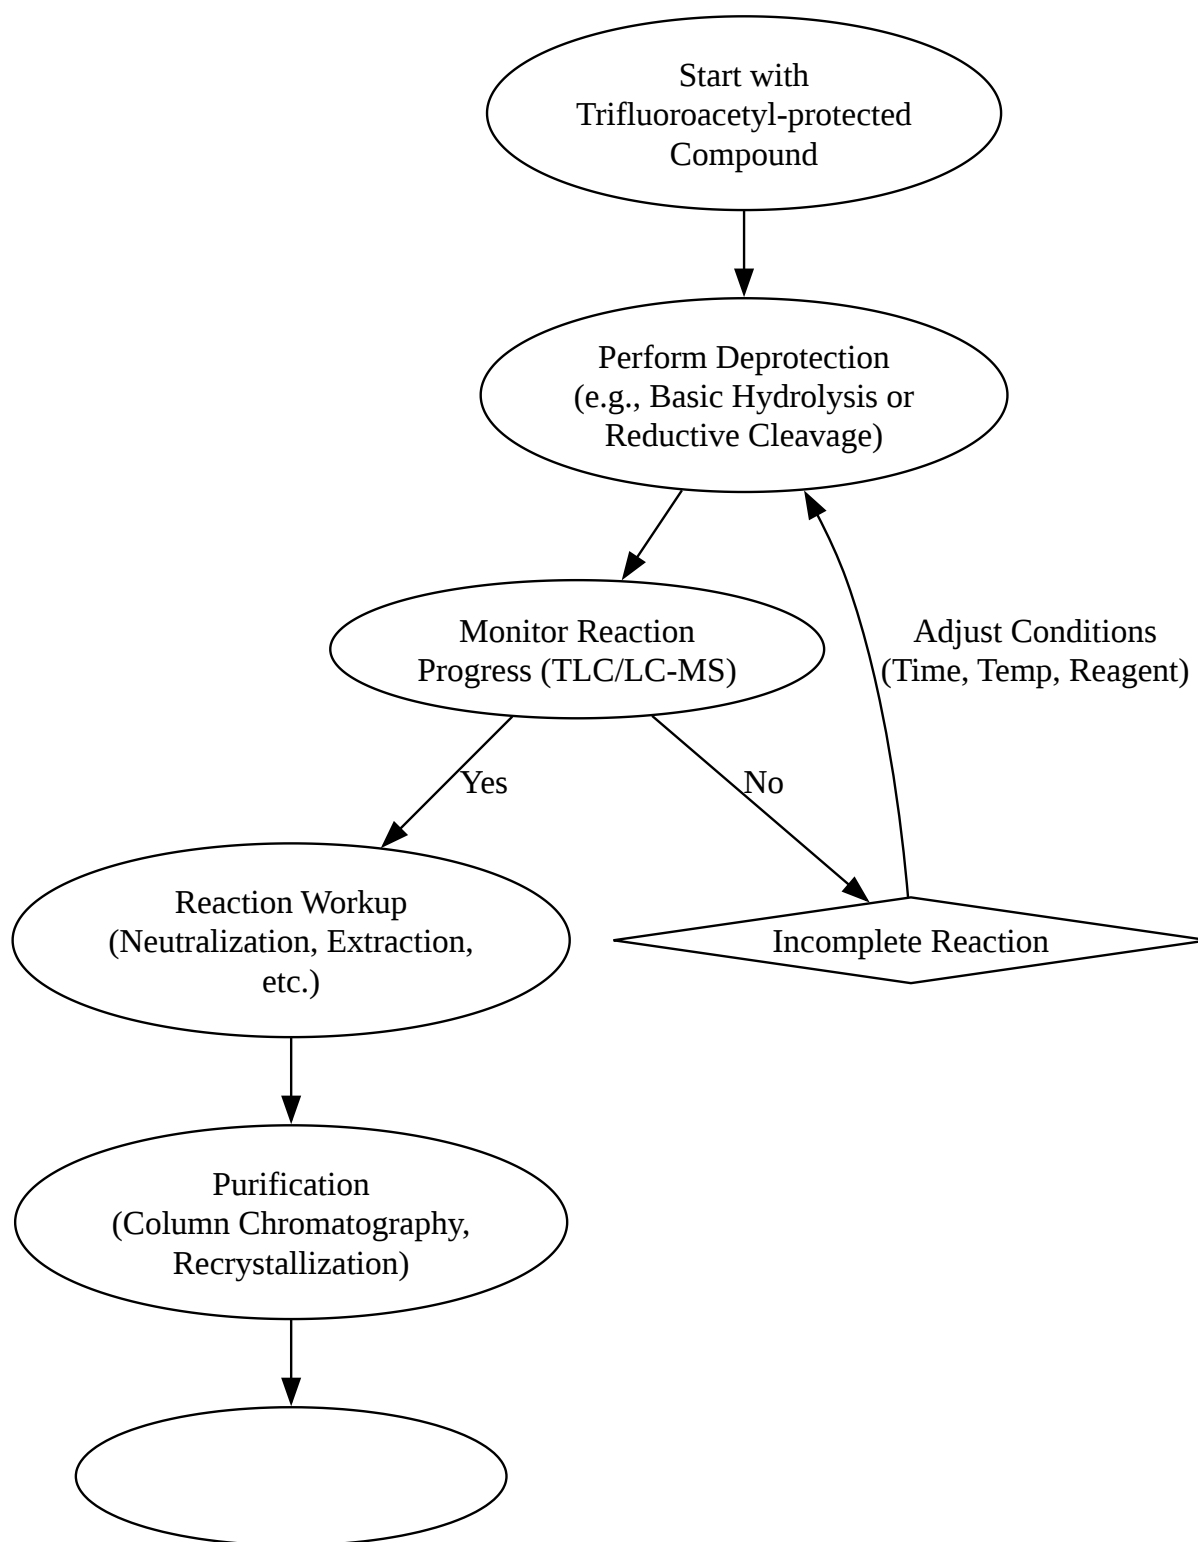 Start with
Trifluoroacetyl-protected
Compound
Perform Deprotection
(e.g., Basic Hydrolysis or
Reductive Cleavage)
Monitor Reaction
Progress (TLC/LC-MS)
Adjust Conditions
(Time, Temp, Reagent)
Yes
No
Reaction Workup
(Neutralization, Extraction,
etc.)
Incomplete Reaction
Purification
(Column Chromatography,
Recrystallization)